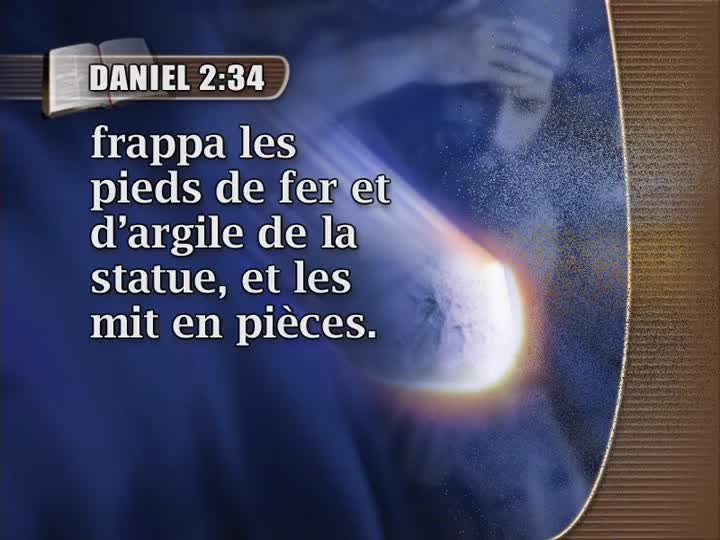 DANIEL 2:34
frappa les
pieds de fer et
d'argile de la
statue, et les
mit en pièces.